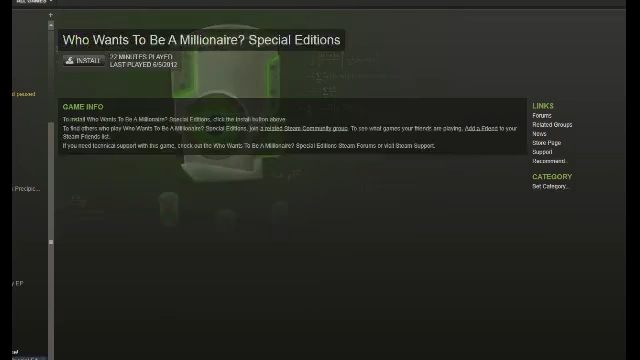 ALL GAMES
+
Who Wants To Be A Millionaire? Special Editions
INSTALL
22 MINUTES PLAYED
LAST PLAYED 6/5/2012
paused
GAME INFO
LINKS
To install Who Wants To Be A Millionaire? Special Editions, click the install button above
Forums
To find others who play Who Wants To Be A Millionaire? Special Editions, join a related Steam Community group. To see what games your friends are playing, Add a Friend to your
Related Groups
Steam Friends list.
News
If you need technical support with this game, check out the Who Wants To Be A Millionaire? Special Editions Steam Forums or visit Steam Support.
Store Page
Support
Recommend..
CATEGORY
Set Category...
s Precipic...
y EP